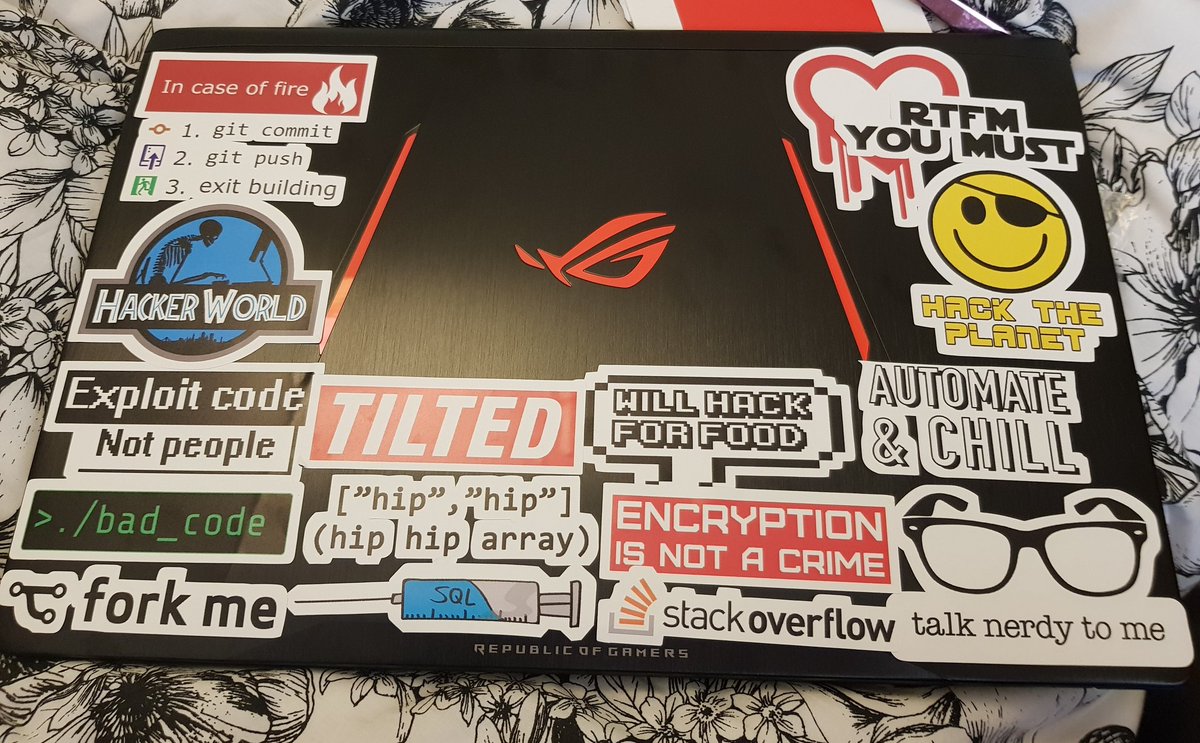 In case of fire
1. git commit
2. git push
3. exit building
HACKER WORLD
RTFM
YOU MUST
HACK THE
PLANET
Exploit code
Not people
TILTED
WILL HACK
FOR FOOD
AUTOMATE
& CHILL
>./bad_code
["hip","hip"]
(hip hip array)
ENCRYPTION
IS NOT A CRIME
fork me
SQL
stackoverflow
talk nerdy to me
REPUBLIC OF GAMERS